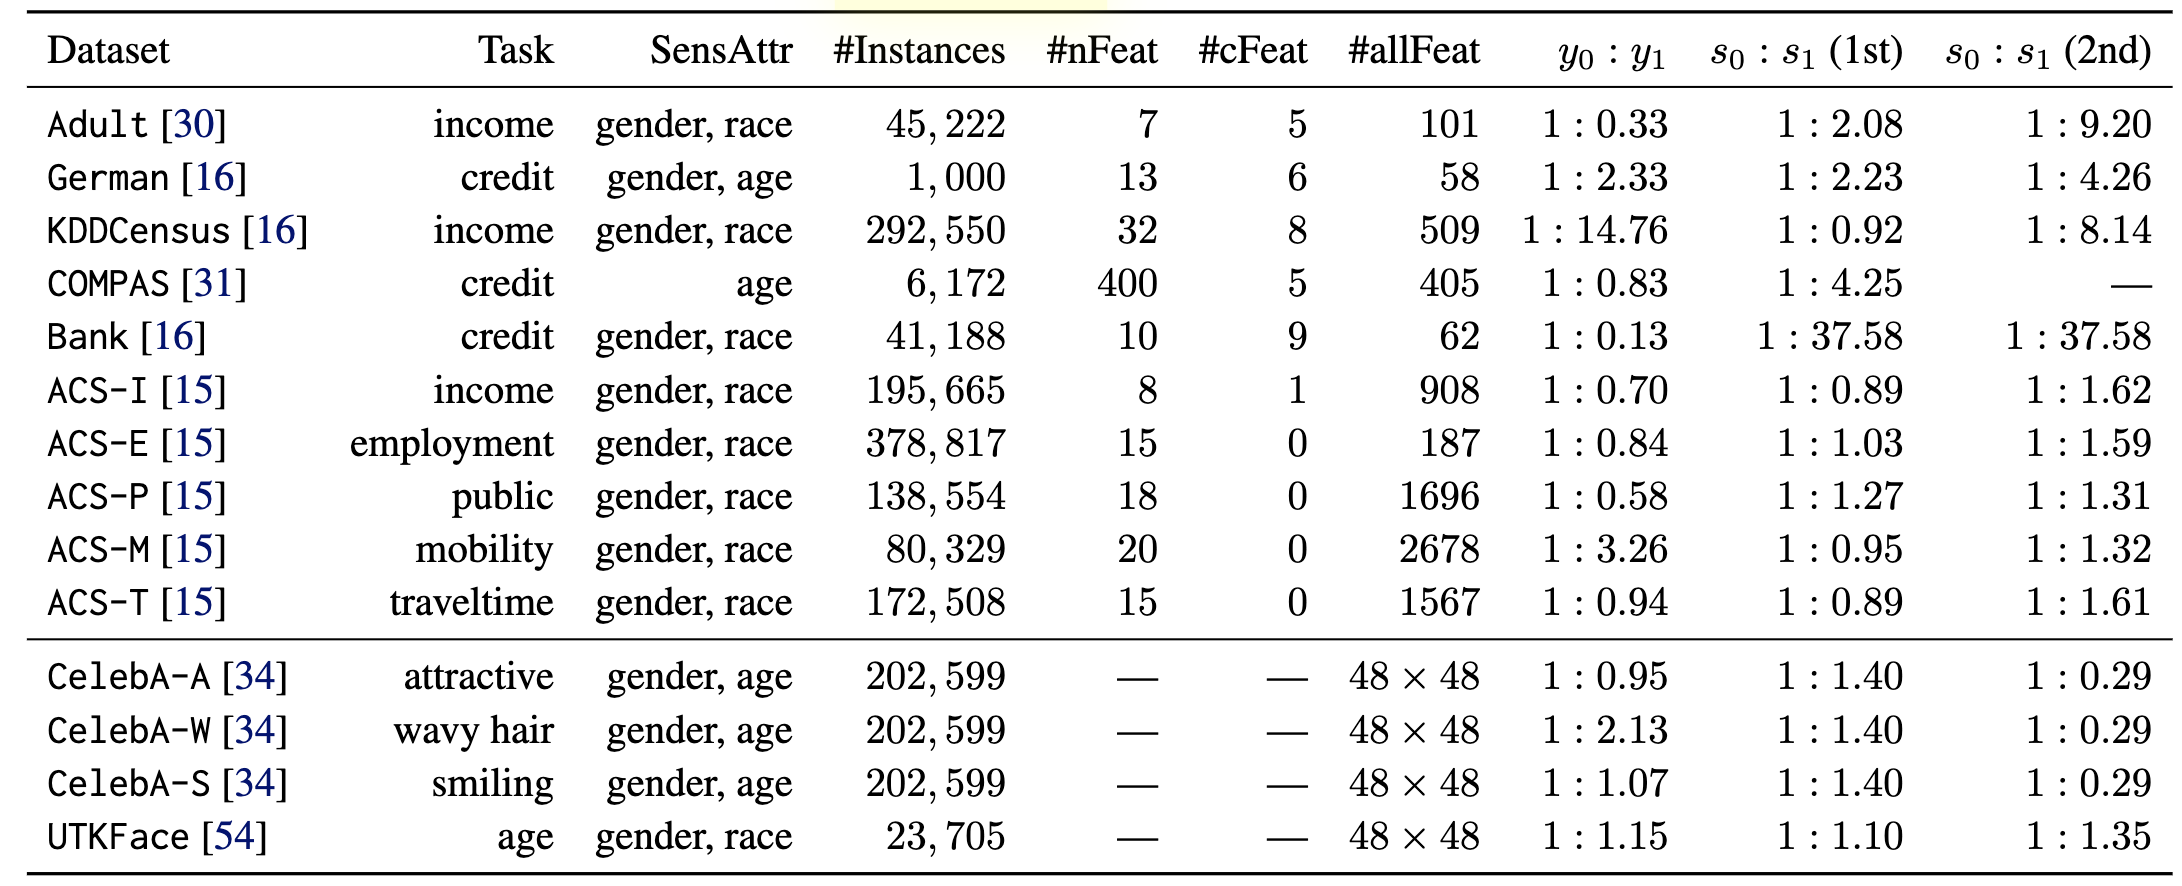 Dataset Task SensAttr #Instances #nFeat #cFeat #allFeat y₀ : y₁ s₀ : s₁ (1st) s₀ : s₁ (2nd)
Adult [30] income gender, race 45, 222 7 5 101 1 : 0.33 1 : 2.08 1 : 9.20
German [16] credit gender, age 1, 000 13 6 58 1 : 2.33 1 : 2.23 1 : 4.26
KDDCensus [16] income gender, race 292, 550 32 8 509 1 : 14.76 1 : 0.92 1 : 8.14
COMPAS [31] credit age 6, 172 400 5 405 1 : 0.83 1 : 4.25 —
Bank [16] credit gender, race 41, 188 10 9 62 1 : 0.13 1 : 37.58 1 : 37.58
ACS-I [15] income gender, race 195, 665 8 1 908 1 : 0.70 1 : 0.89 1 : 1.62
ACS-E [15] employment gender, race 378, 817 15 0 187 1 : 0.84 1 : 1.03 1 : 1.59
ACS-P [15] public gender, race 138, 554 18 0 1696 1 : 0.58 1 : 1.27 1 : 1.31
ACS-M [15] mobility gender, race 80, 329 20 0 2678 1 : 3.26 1 : 0.95 1 : 1.32
ACS-T [15] traveltime gender, race 172, 508 15 0 1567 1 : 0.94 1 : 0.89 1 : 1.61
CelebA-A [34] attractive gender, age 202, 599 — — 48 × 48 1 : 0.95 1 : 1.40 1 : 0.29
CelebA-W [34] wavy hair gender, age 202, 599 — — 48 × 48 1 : 2.13 1 : 1.40 1 : 0.29
CelebA-S [34] smiling gender, age 202, 599 — — 48 × 48 1 : 1.07 1 : 1.40 1 : 0.29
UTKFace [54] age gender, race 23, 705 — — 48 × 48 1 : 1.15 1 : 1.10 1 : 1.35